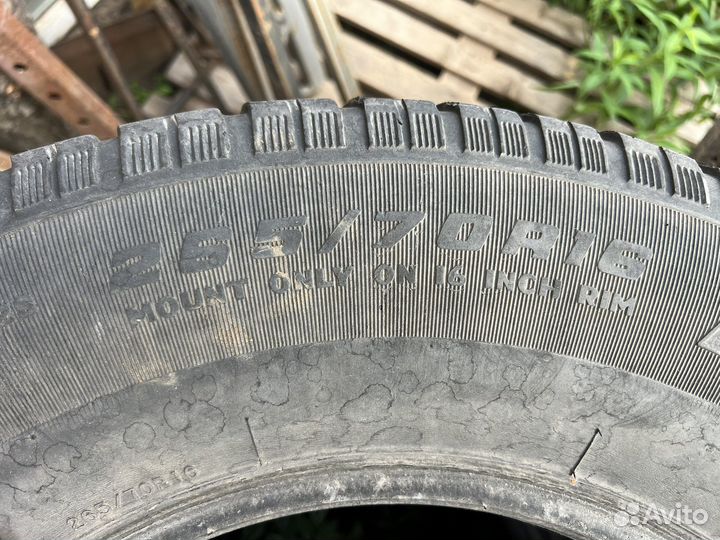 265/70R16
MOUNT ONLY ON 16 INCH RIM
265/70R16
Avito